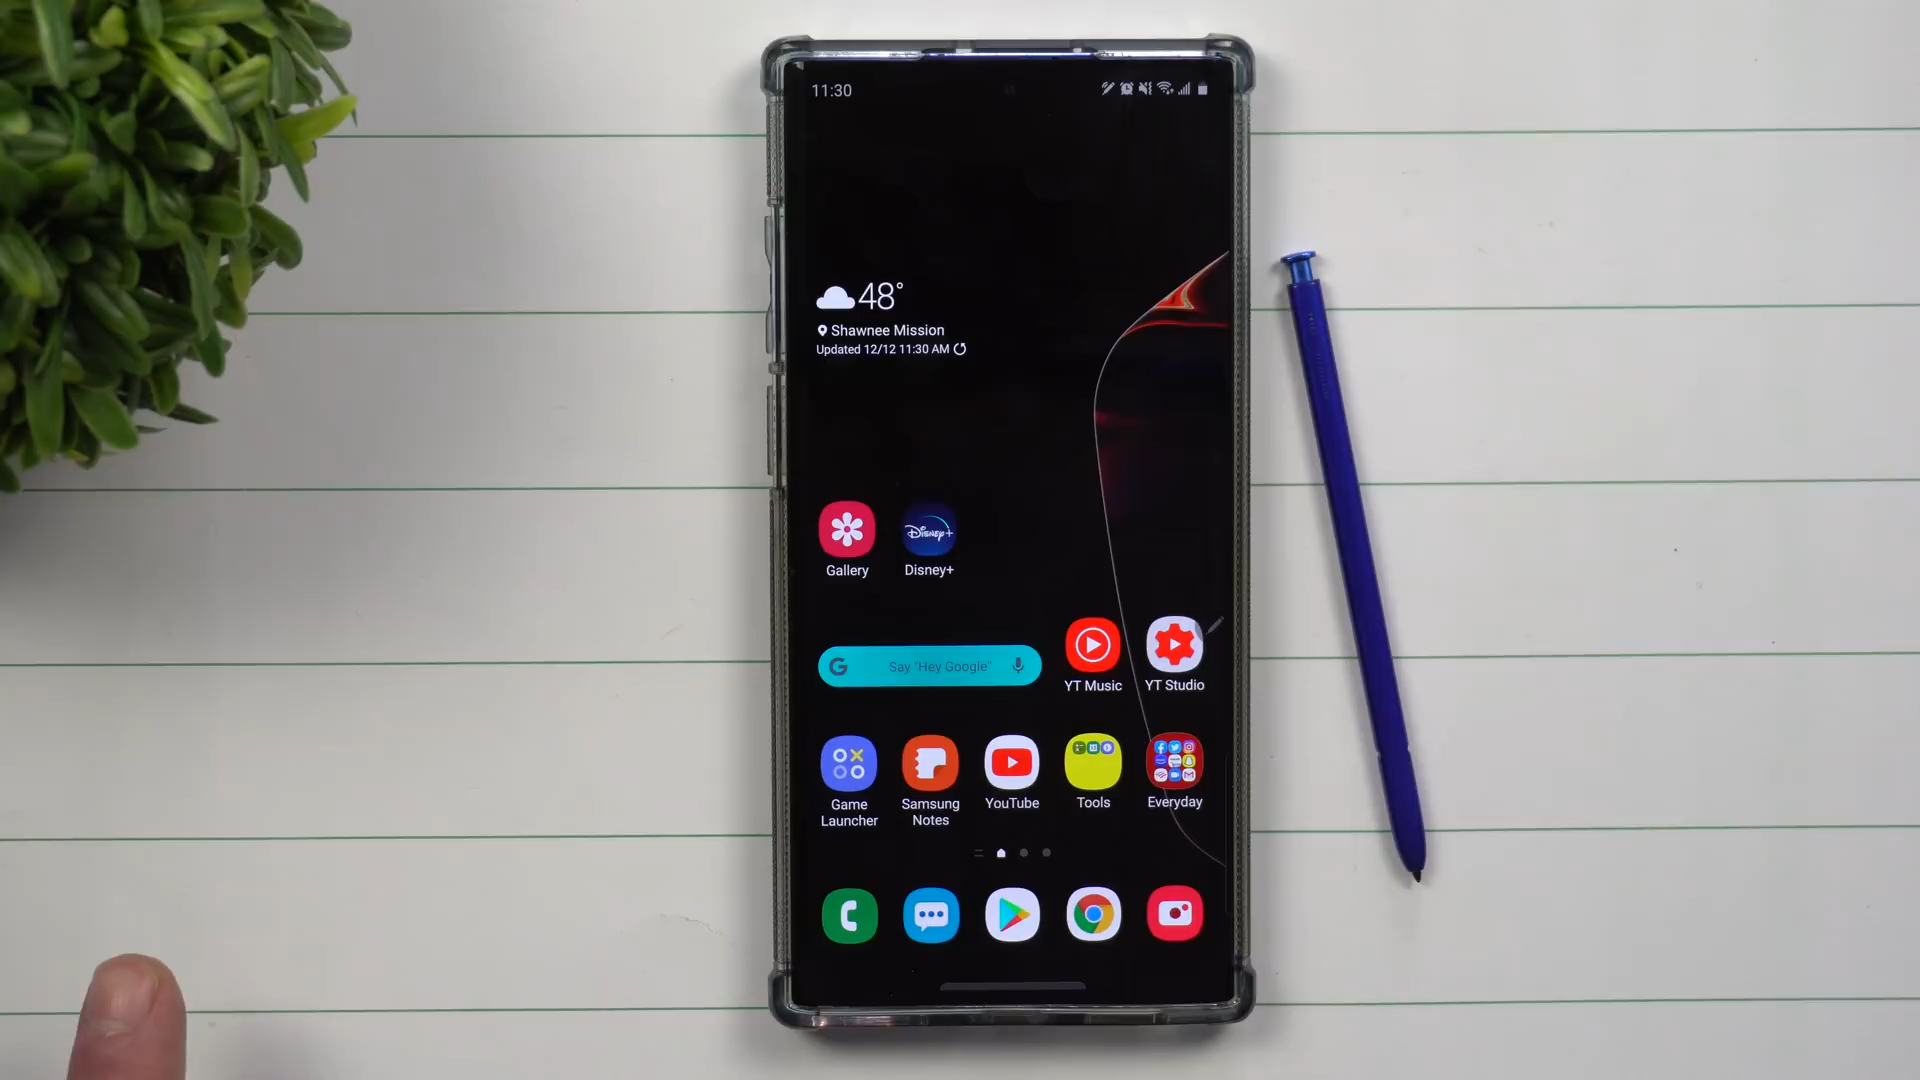 11:30
48°
Shawnee Mission
Updated 12/12 11:30 AM
Disney+
Gallery
Disney+
Say "Hey Google"
YT Music
YT Studio
Game Launcher
Samsung Notes
YouTube
Tools
Everyday